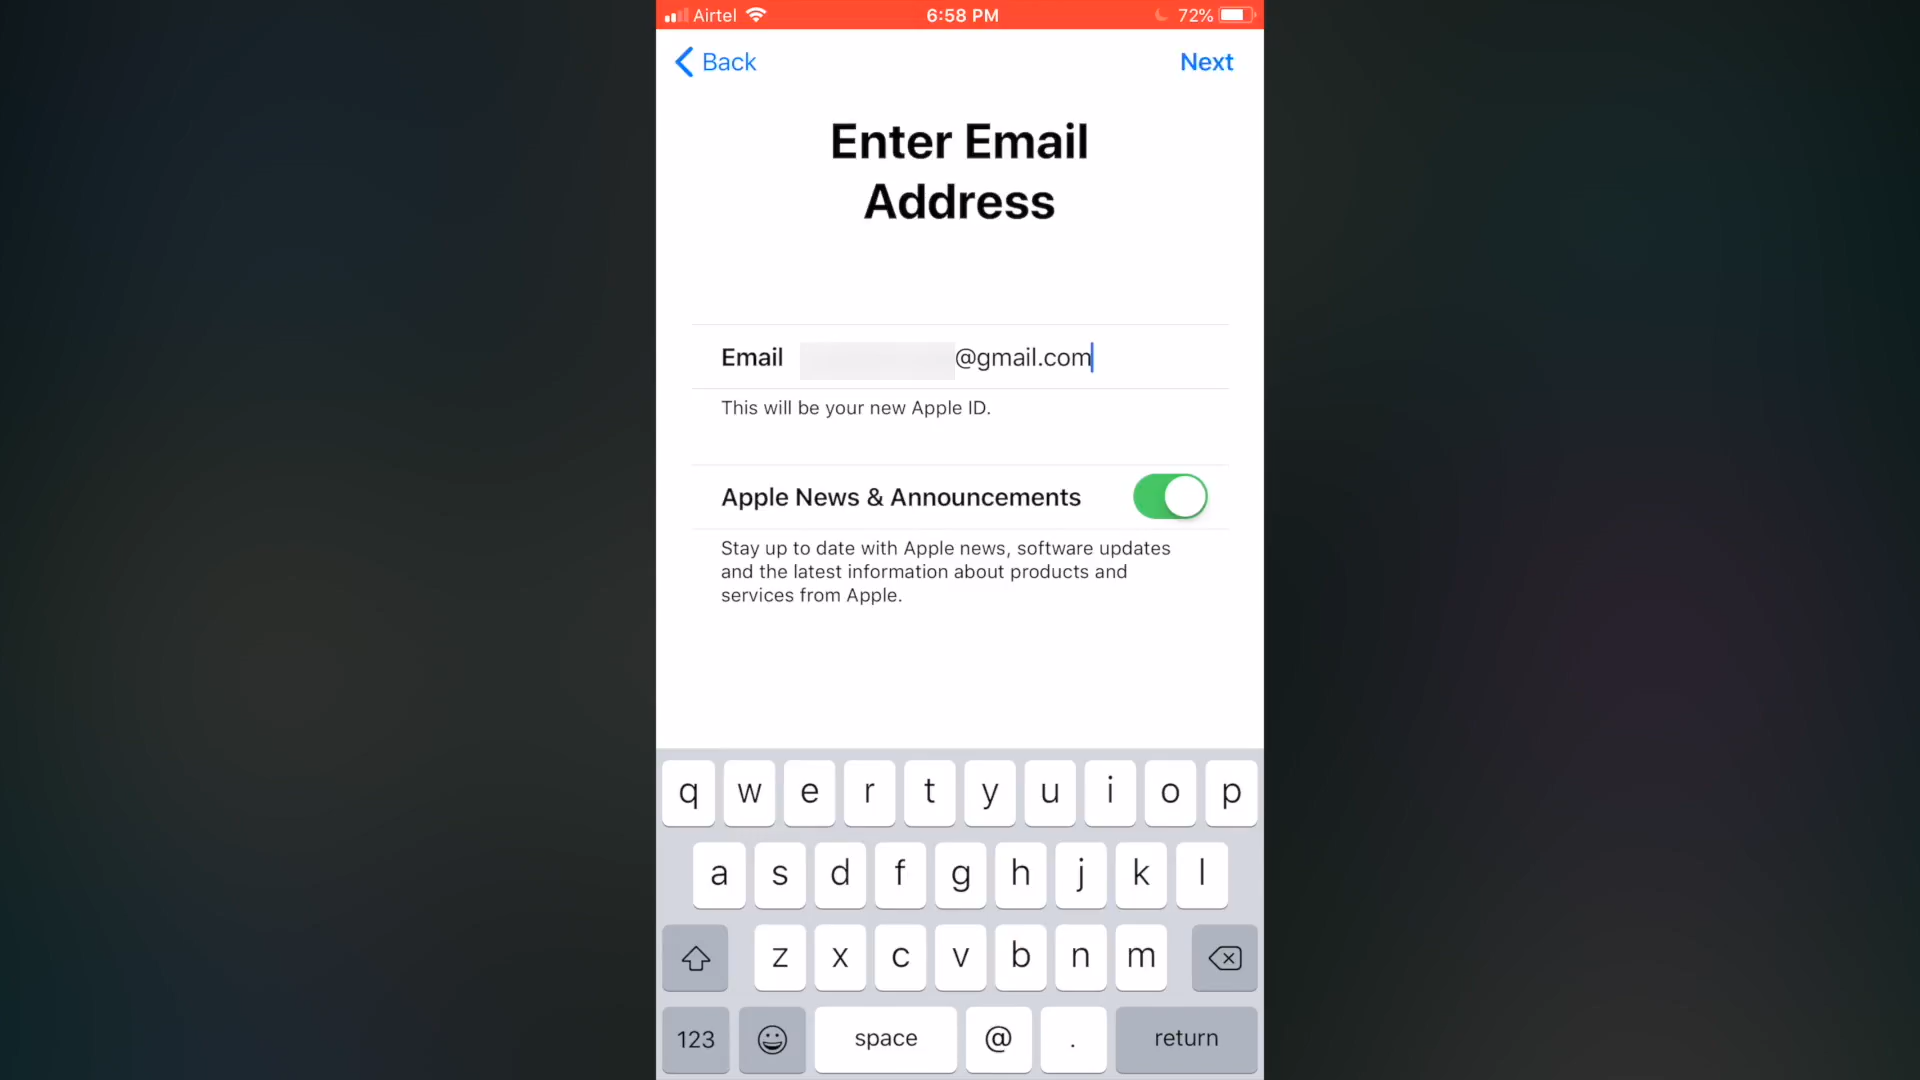 Airtel 6:58 PM 72%
Back Next
Enter Email
Address
Email @gmail.com
This will be your new Apple ID.
Apple News & Announcements
Stay up to date with Apple news, software updates
and the latest information about products and
services from Apple.
q w e r t y u i o p
a s d f g h j k l
z x c v b n m
123 space @ . return